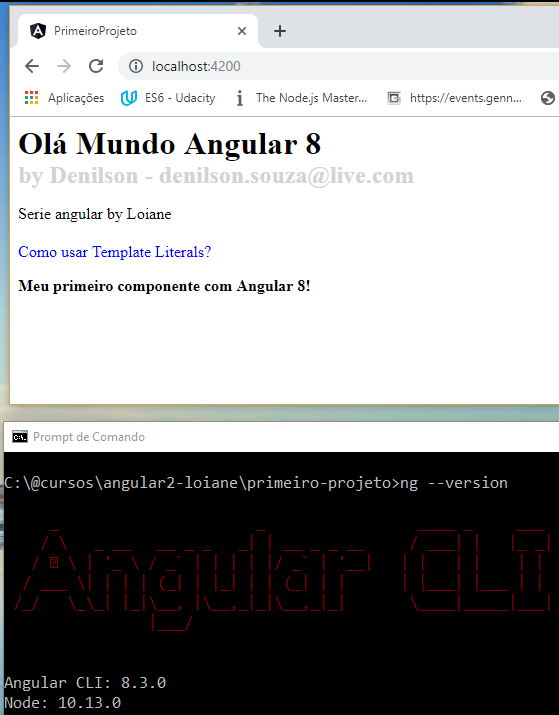 PrimeiroProjeto
localhost:4200
Aplicações ES6 - Udacity The Node.js Master... https://events.genn...
Olá Mundo Angular 8
by Denilson - denilson.souza@live.com
Serie angular by Loiane
Como usar Template Literals?
Meu primeiro componente com Angular 8!
Prompt de Comando
C:\@cursos\angular2-loiane\primeiro-projeto>ng --version
Angular CLI
Angular CLI: 8.3.0
Node: 10.13.0